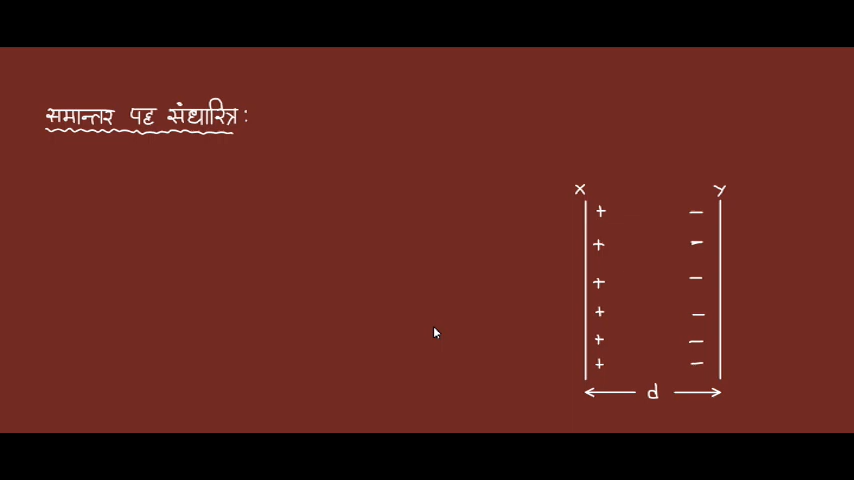 समान्तर पट्ट संधारित्र :
x y
+ −
+ −
+ −
+ −
+ −
+ −
d